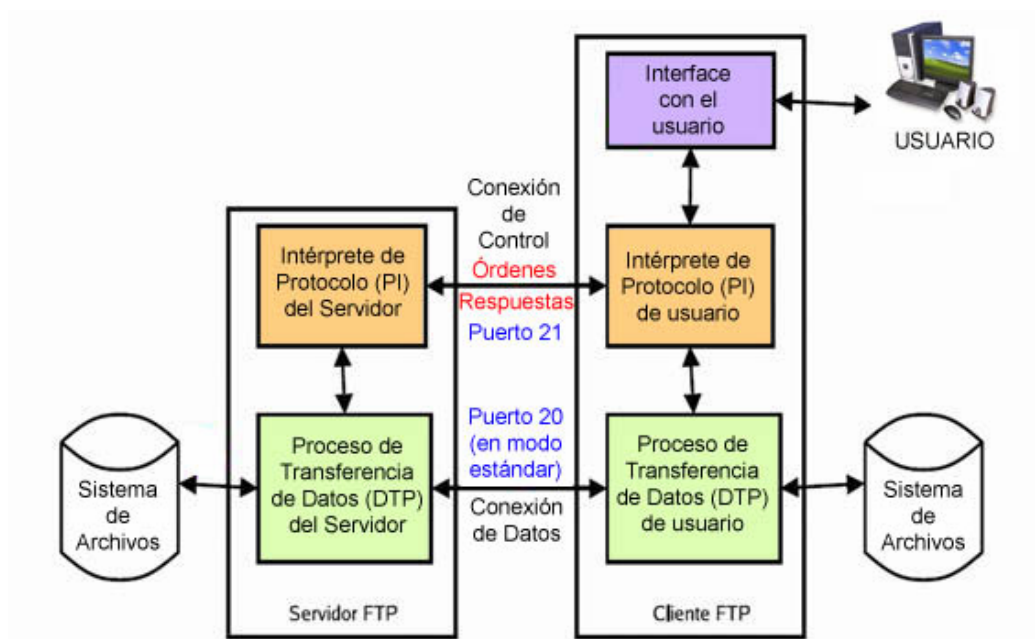 Interface
con el
usuario
USUARIO
Conexión
de
Control
Órdenes
Respuestas
Puerto 21
Intérprete de
Protocolo (PI)
del Servidor
Intérprete de
Protocolo (PI)
de usuario
Puerto 20
(en modo
estándar)
Conexión
de Datos
Sistema
de
Archivos
Proceso de
Transferencia
de Datos (DTP)
del Servidor
Proceso de
Transferencia
de Datos (DTP)
de usuario
Sistema
de
Archivos
Servidor FTP
Cliente FTP